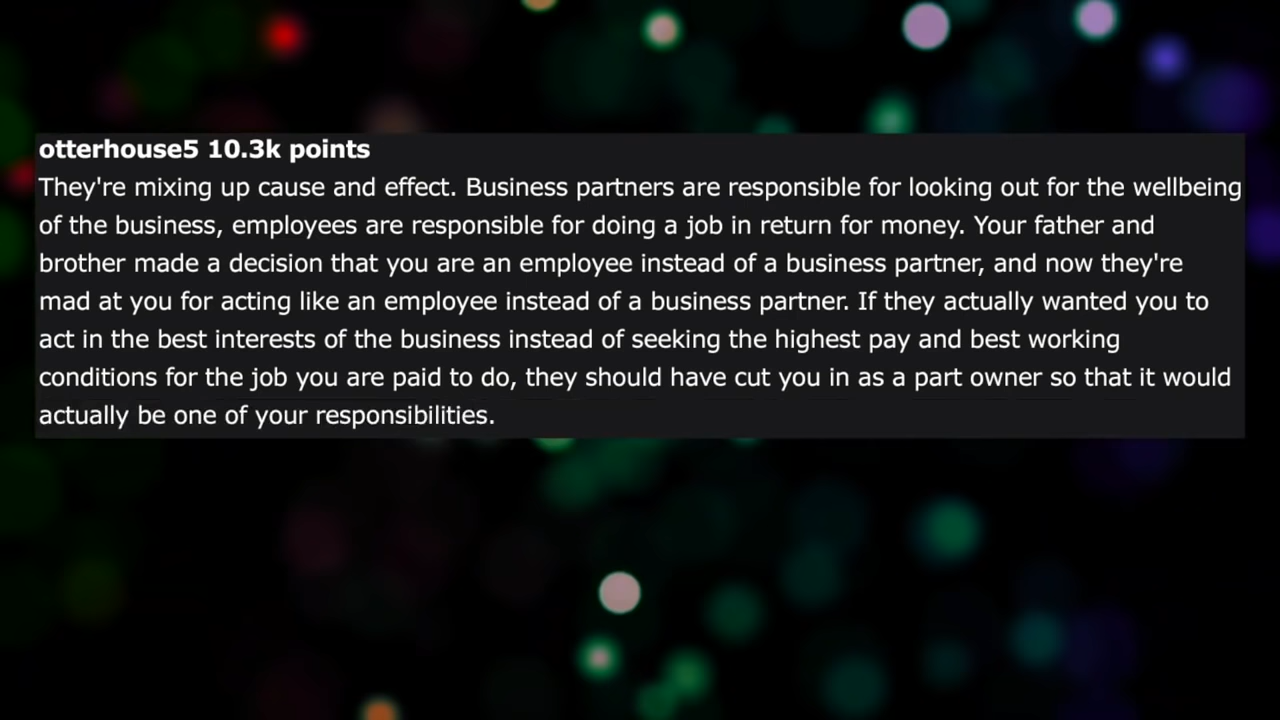 otterhouse5 10.3k points
They're mixing up cause and effect. Business partners are responsible for looking out for the wellbeing
of the business, employees are responsible for doing a job in return for money. Your father and
brother made a decision that you are an employee instead of a business partner, and now they're
mad at you for acting like an employee instead of a business partner. If they actually wanted you to
act in the best interests of the business instead of seeking the highest pay and best working
conditions for the job you are paid to do, they should have cut you in as a part owner so that it would
actually be one of your responsibilities.